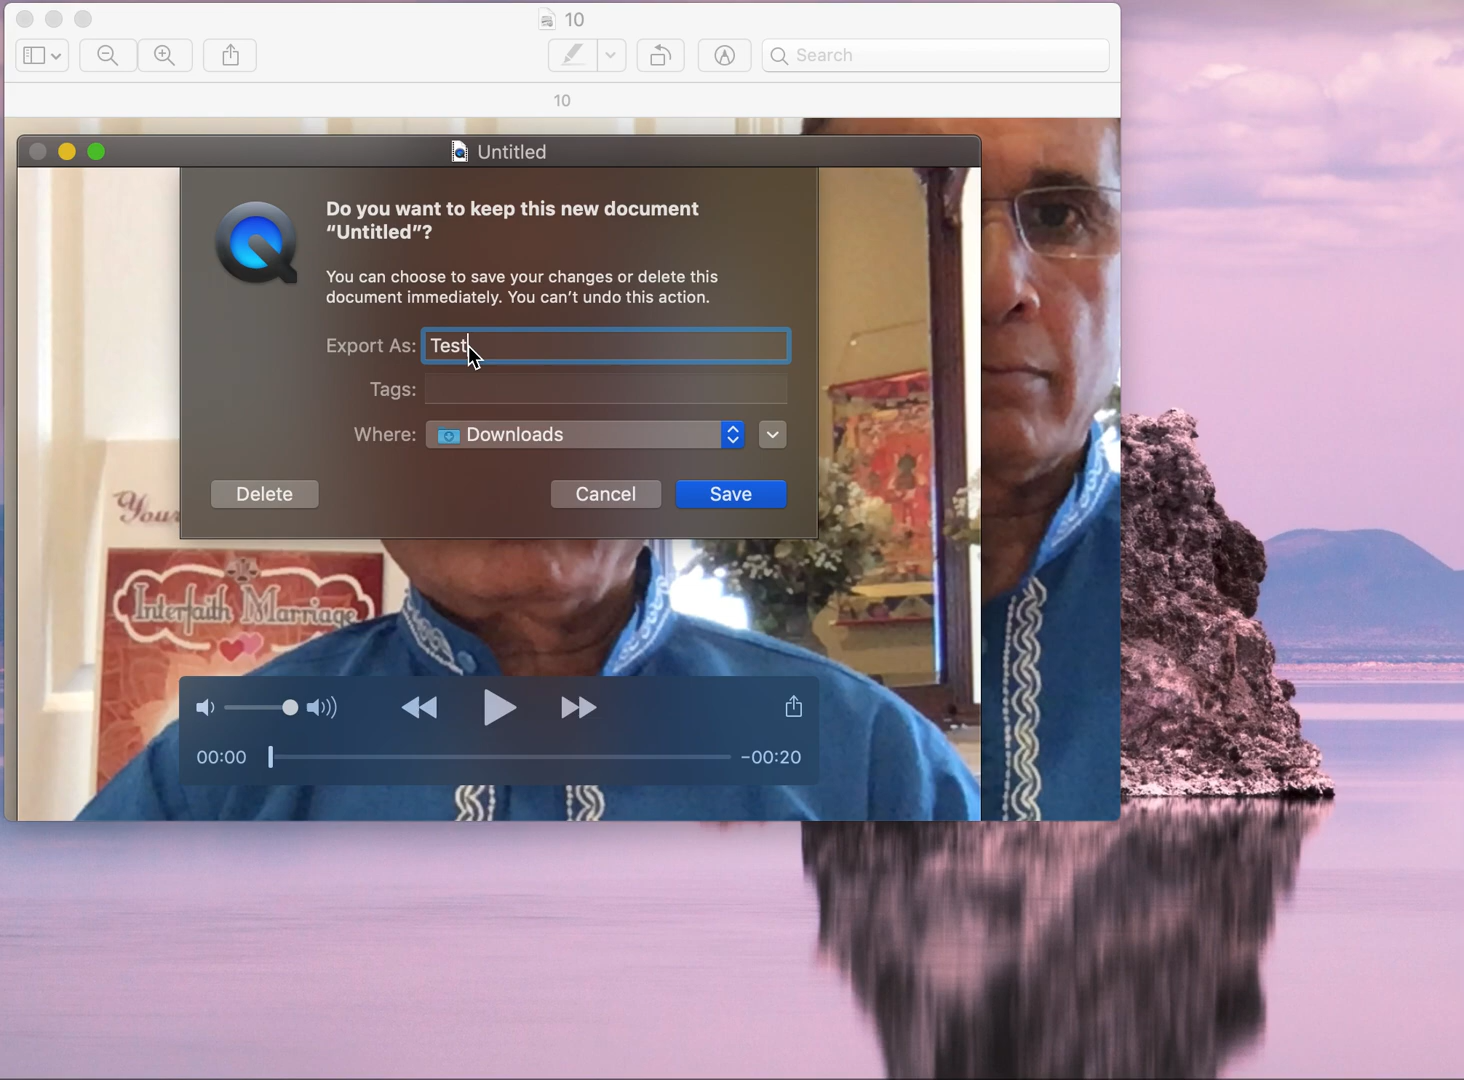 10
Search
10
Untitled
Do you want to keep this new document
“Untitled”?
You can choose to save your changes or delete this
document immediately. You can’t undo this action.
Export As: Test
Tags:
Where: Downloads
Delete
Cancel
Save
Your
Interfaith Marriage
00:00
-00:20